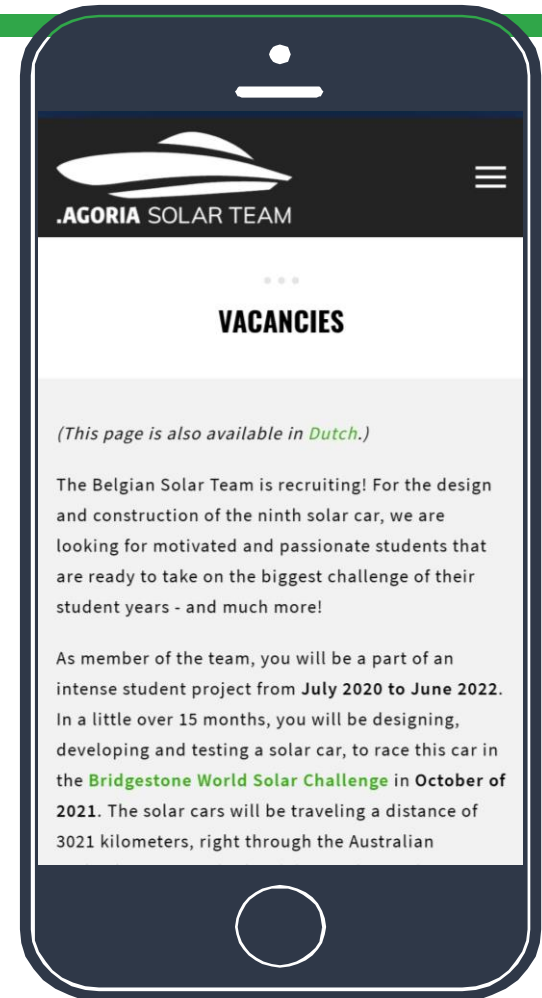 .AGORIA SOLAR TEAM
VACANCIES
(This page is also available in Dutch.)
The Belgian Solar Team is recruiting! For the design
and construction of the ninth solar car, we are
looking for motivated and passionate students that
are ready to take on the biggest challenge of their
student years - and much more!
As member of the team, you will be a part of an
intense student project from July 2020 to June 2022.
In a little over 15 months, you will be designing,
developing and testing a solar car, to race this car in
the Bridgestone World Solar Challenge in October of
2021. The solar cars will be traveling a distance of
3021 kilometers, right through the Australian